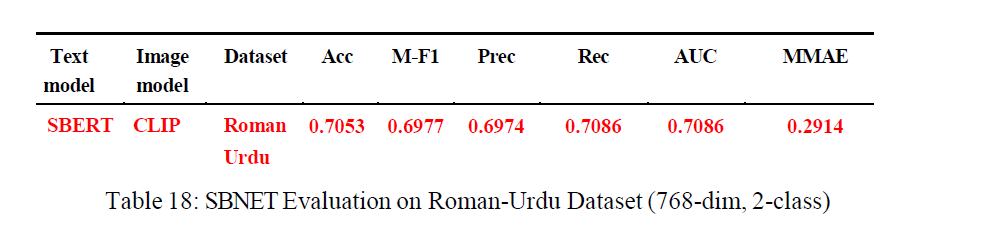 Text model Image model Dataset Acc M-F1 Prec Rec AUC MMAE
SBERT CLIP Roman Urdu 0.7053 0.6977 0.6974 0.7086 0.7086 0.2914
Table 18: SBNET Evaluation on Roman-Urdu Dataset (768-dim, 2-class)